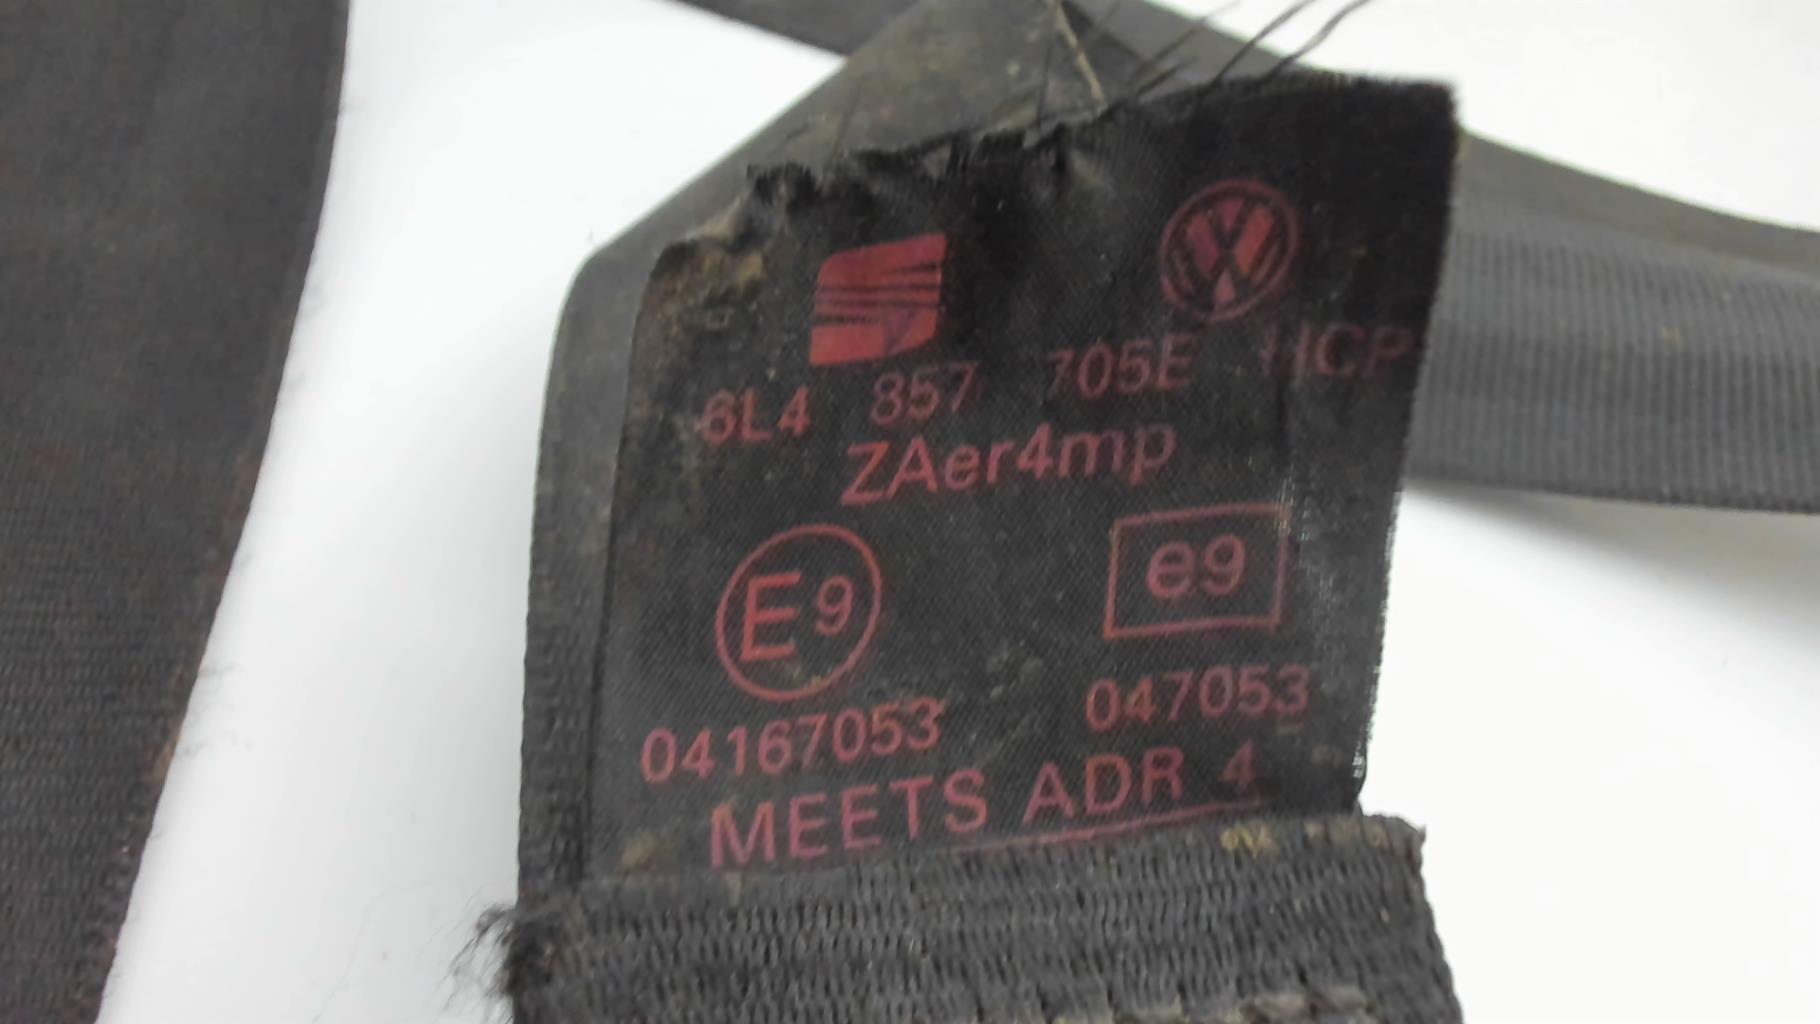 6L4 857 705E HCP
ZAer4mp
E9 e9
04167053 047053
MEETS ADR 4